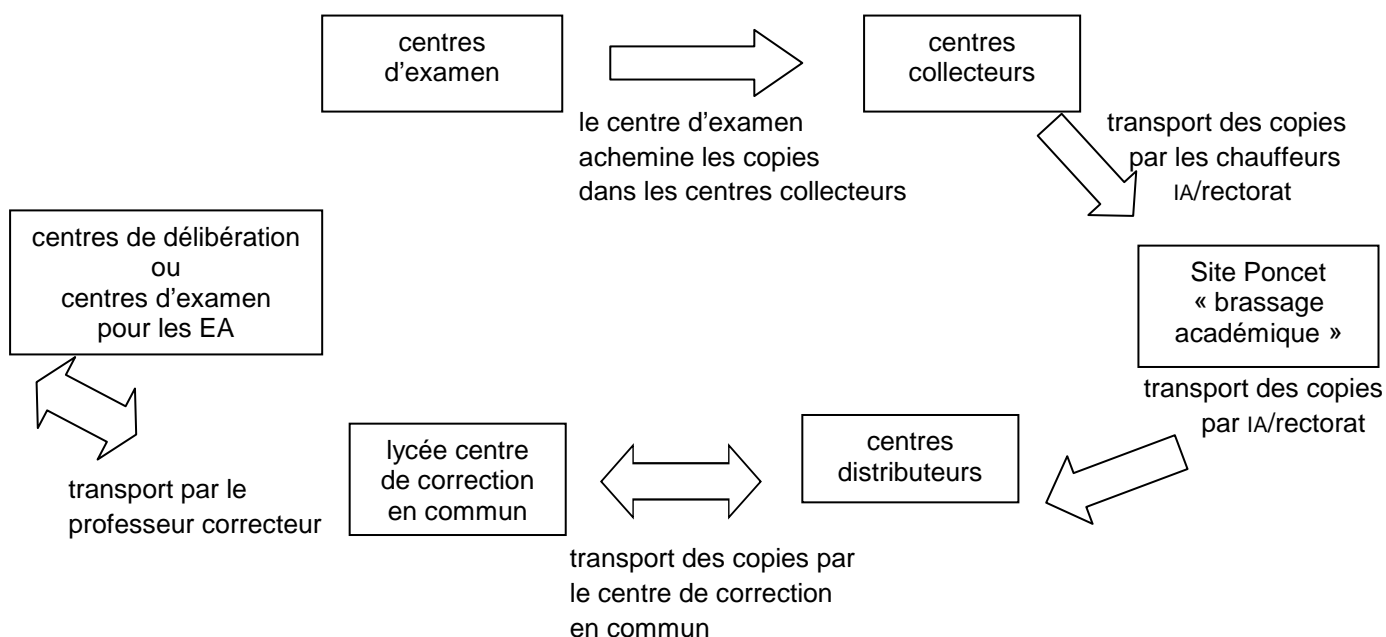 centres
d'examen
centres
collecteurs
le centre d'examen
achemine les copies
dans les centres collecteurs
transport des copies
par les chauffeurs
IA/rectorat
centres de délibération
ou
centres d'examen
pour les EA
Site Poncet
« brassage
académique »
transport des copies
par IA/rectorat
centres
distributeurs
lycée centre
de correction
en commun
transport par le
professeur correcteur
transport des copies par
le centre de correction
en commun